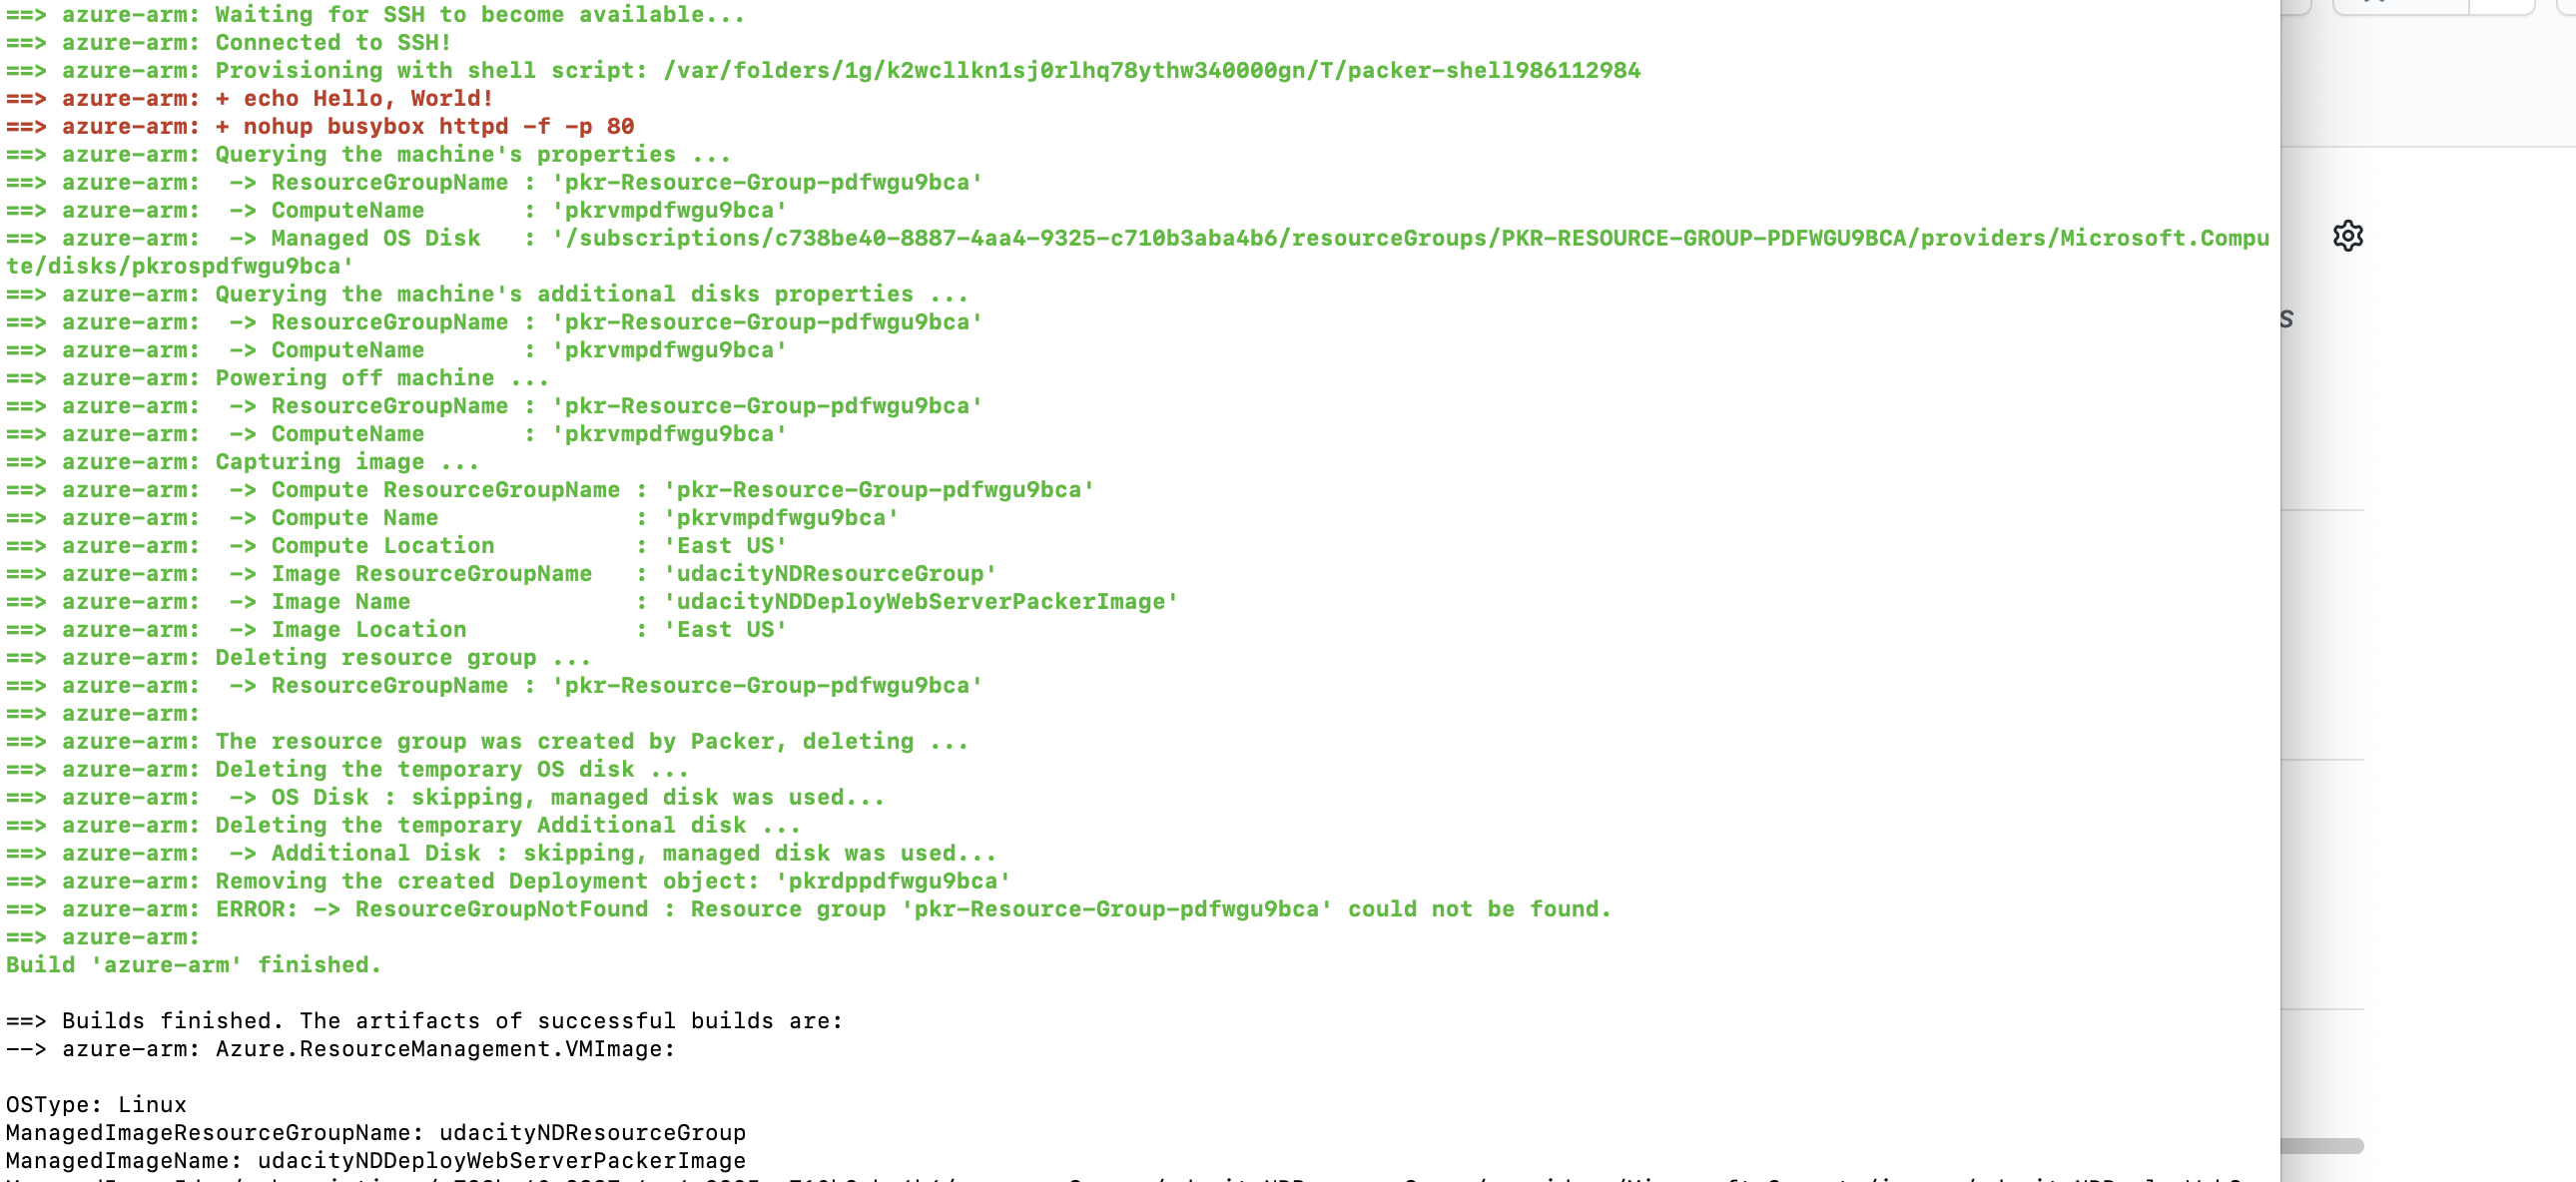 ==> azure-arm: Waiting for SSH to become available...
==> azure-arm: Connected to SSH!
==> azure-arm: Provisioning with shell script: /var/folders/1g/k2wcllkn1sj0rlhq78ythw340000gn/T/packer-shell986112984
==> azure-arm: + echo Hello, World!
==> azure-arm: + nohup busybox httpd -f -p 80
==> azure-arm: Querying the machine's properties ...
==> azure-arm:  -> ResourceGroupName : 'pkr-Resource-Group-pdfwgu9bca'
==> azure-arm:  -> ComputeName       : 'pkrvmpdfwgu9bca'
==> azure-arm:  -> Managed OS Disk   : '/subscriptions/c738be40-8887-4aa4-9325-c710b3aba4b6/resourceGroups/PKR-RESOURCE-GROUP-PDFWGU9BCA/providers/Microsoft.Compu
te/disks/pkrospdfwgu9bca'
==> azure-arm: Querying the machine's additional disks properties ...
==> azure-arm:  -> ResourceGroupName : 'pkr-Resource-Group-pdfwgu9bca'
==> azure-arm:  -> ComputeName       : 'pkrvmpdfwgu9bca'
==> azure-arm: Powering off machine ...
==> azure-arm:  -> ResourceGroupName : 'pkr-Resource-Group-pdfwgu9bca'
==> azure-arm:  -> ComputeName       : 'pkrvmpdfwgu9bca'
==> azure-arm: Capturing image ...
==> azure-arm:  -> Compute ResourceGroupName : 'pkr-Resource-Group-pdfwgu9bca'
==> azure-arm:  -> Compute Name              : 'pkrvmpdfwgu9bca'
==> azure-arm:  -> Compute Location          : 'East US'
==> azure-arm:  -> Image ResourceGroupName   : 'udacityNDResourceGroup'
==> azure-arm:  -> Image Name                : 'udacityNDDeployWebServerPackerImage'
==> azure-arm:  -> Image Location            : 'East US'
==> azure-arm: Deleting resource group ...
==> azure-arm:  -> ResourceGroupName : 'pkr-Resource-Group-pdfwgu9bca'
==> azure-arm:
==> azure-arm: The resource group was created by Packer, deleting ...
==> azure-arm: Deleting the temporary OS disk ...
==> azure-arm:  -> OS Disk : skipping, managed disk was used...
==> azure-arm: Deleting the temporary Additional disk ...
==> azure-arm:  -> Additional Disk : skipping, managed disk was used...
==> azure-arm: Removing the created Deployment object: 'pkrdppdfwgu9bca'
==> azure-arm: ERROR: -> ResourceGroupNotFound : Resource group 'pkr-Resource-Group-pdfwgu9bca' could not be found.
==> azure-arm:
Build 'azure-arm' finished.
==> Builds finished. The artifacts of successful builds are:
--> azure-arm: Azure.ResourceManagement.VMImage:
OSType: Linux
ManagedImageResourceGroupName: udacityNDResourceGroup
ManagedImageName: udacityNDDeployWebServerPackerImage